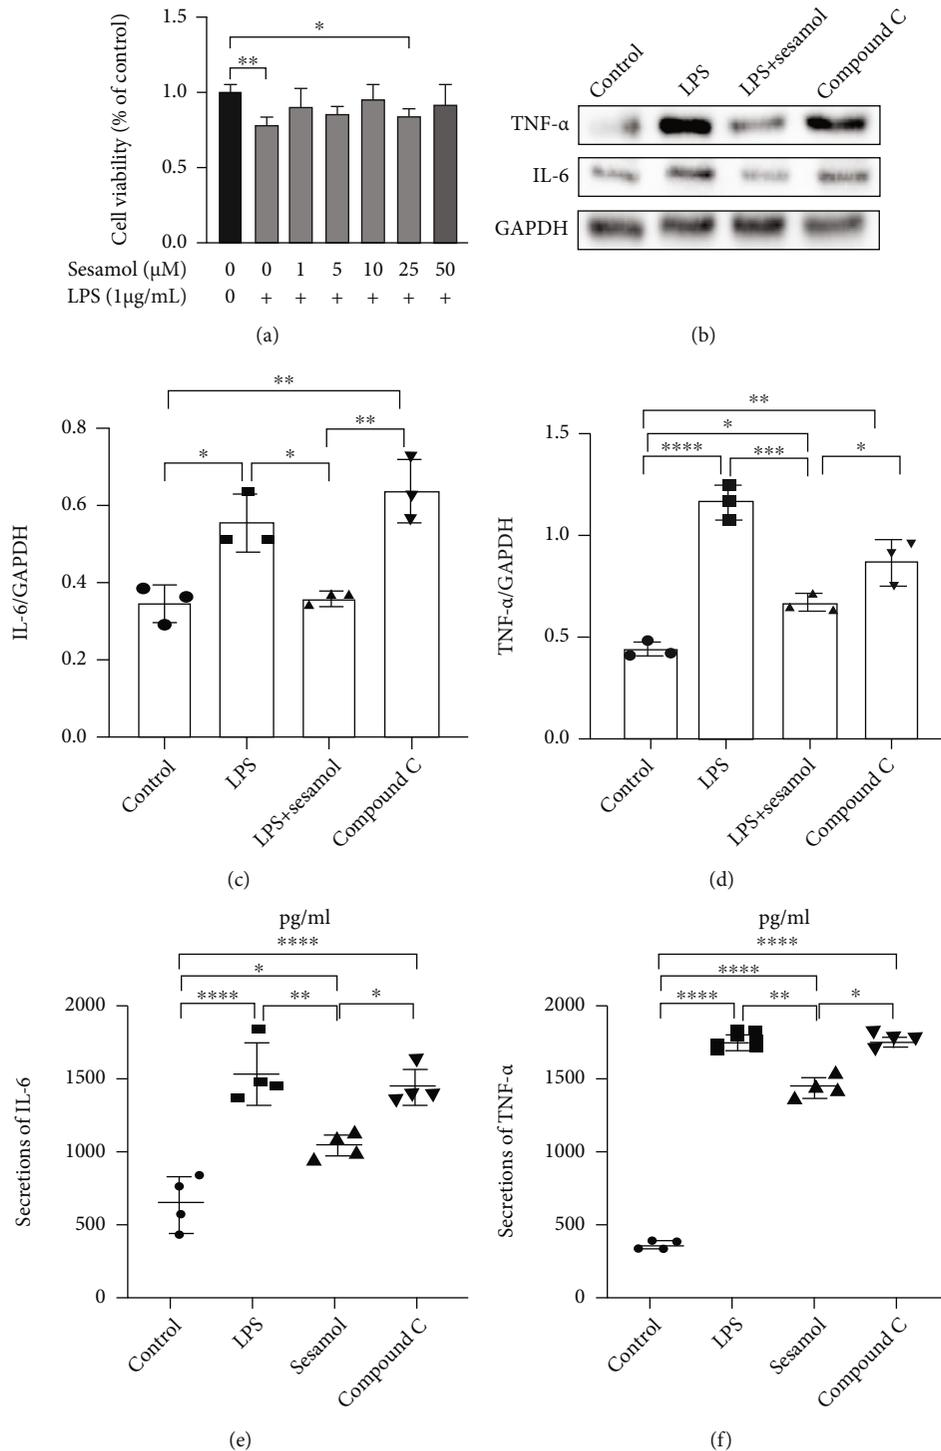 1.5
1.0
0.5
0.0
Cell viability (% of control)
*
**
Sesamol (μM) 0 0 1 5 10 25 50
LPS (1μg/mL) 0 + + + + + +
(a)
Control
LPS
LPS+sesamol
Compound C
TNF-α
IL-6
GAPDH
(b)
**
*
*
**
0.8
0.6
0.4
0.2
0.0
IL-6/GAPDH
Control
LPS
LPS+sesamol
Compound C
(c)
**
*
****
***
*
1.5
1.0
0.5
0.0
TNF-α/GAPDH
Control
LPS
LPS+sesamol
Compound C
(d)
pg/ml
****
*
****
**
*
2000
1500
1000
500
0
Secretions of IL-6
Control
LPS
Sesamol
Compound C
(e)
pg/ml
****
****
****
**
*
2000
1500
1000
500
0
Secretions of TNF-α
Control
LPS
Sesamol
Compound C
(f)